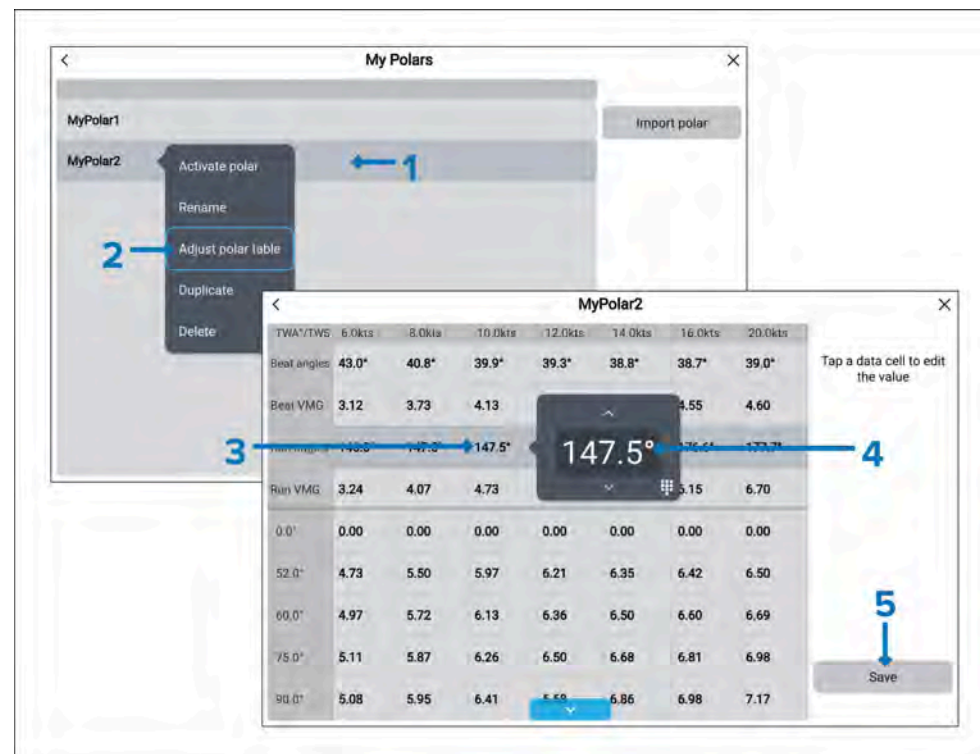 My Polars
MyPolar1
Import polar
MyPolar2
Activate polar
1
Rename
2
Adjust polar table
Duplicate
Delete
MyPolar2
TWA°/TWS 6.0kts 8.0kts 10.0kts 12.0kts 14.0kts 16.0kts 20.0kts
Tap a data cell to edit
the value
Beat angles 43.0° 40.8° 39.9° 39.3° 38.8° 38.7° 39.0°
Beat VMG 3.12 3.73 4.13 4.55 4.60
3
Run angles 147.5° 147.5° 4
Run VMG 3.24 4.07 4.73 5.15 6.70
0.0° 0.00 0.00 0.00 0.00 0.00 0.00 0.00
52.0° 4.73 5.50 5.97 6.21 6.35 6.42 6.50
60.0° 4.97 5.72 6.13 6.36 6.50 6.60 6.69
5
75.0° 5.11 5.87 6.26 6.50 6.68 6.81 6.98
Save
90.0° 5.08 5.95 6.41 6.86 6.98 7.17